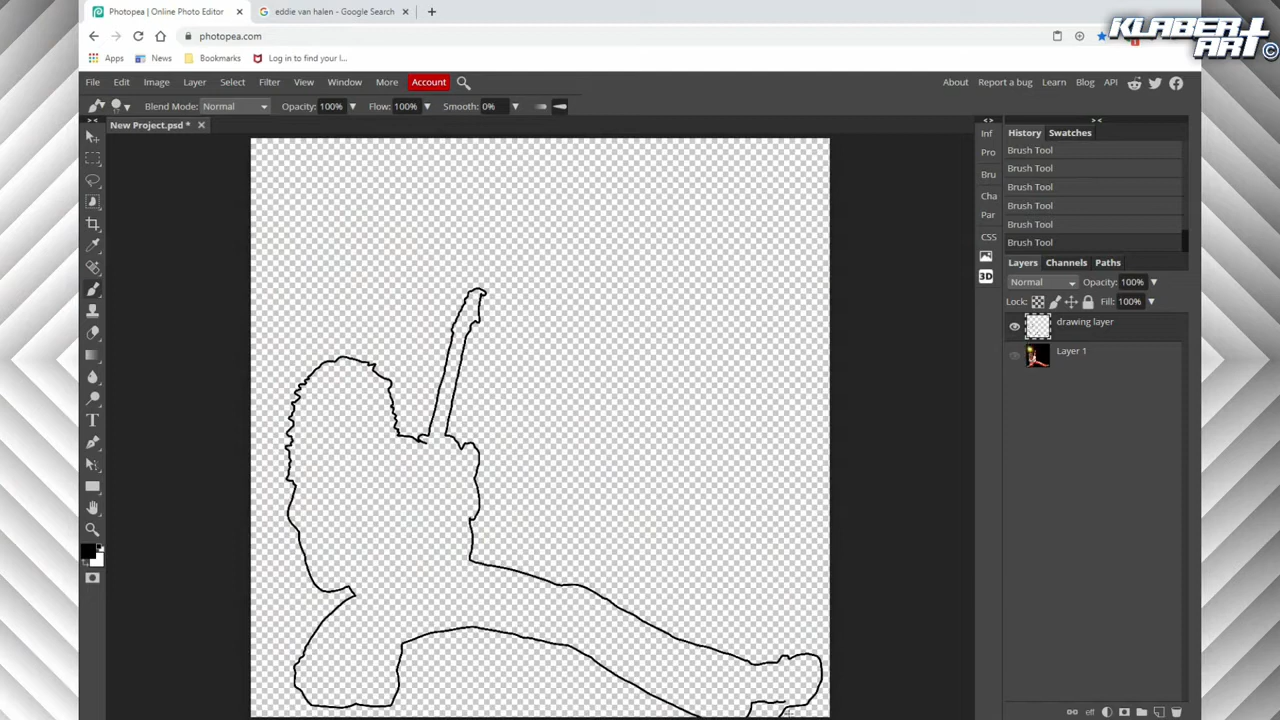 Photopea | Online Photo Editor
eddie van halen - Google Search
KLABERT
ART©
photopea.com
Apps
News
Bookmarks
Log in to find your l...
File Edit Image Layer Select Filter View Window More Account
About Report a bug Learn Blog API
Blend Mode: Normal Opacity: 100% Flow: 100% Smooth: 0%
New Project.psd *
Inf
Pro
Bru
Cha
Par
CSS
3D
History Swatches
Brush Tool
Brush Tool
Brush Tool
Brush Tool
Brush Tool
Brush Tool
Layers Channels Paths
Normal Opacity: 100%
Lock: Fill: 100%
drawing layer
Layer 1